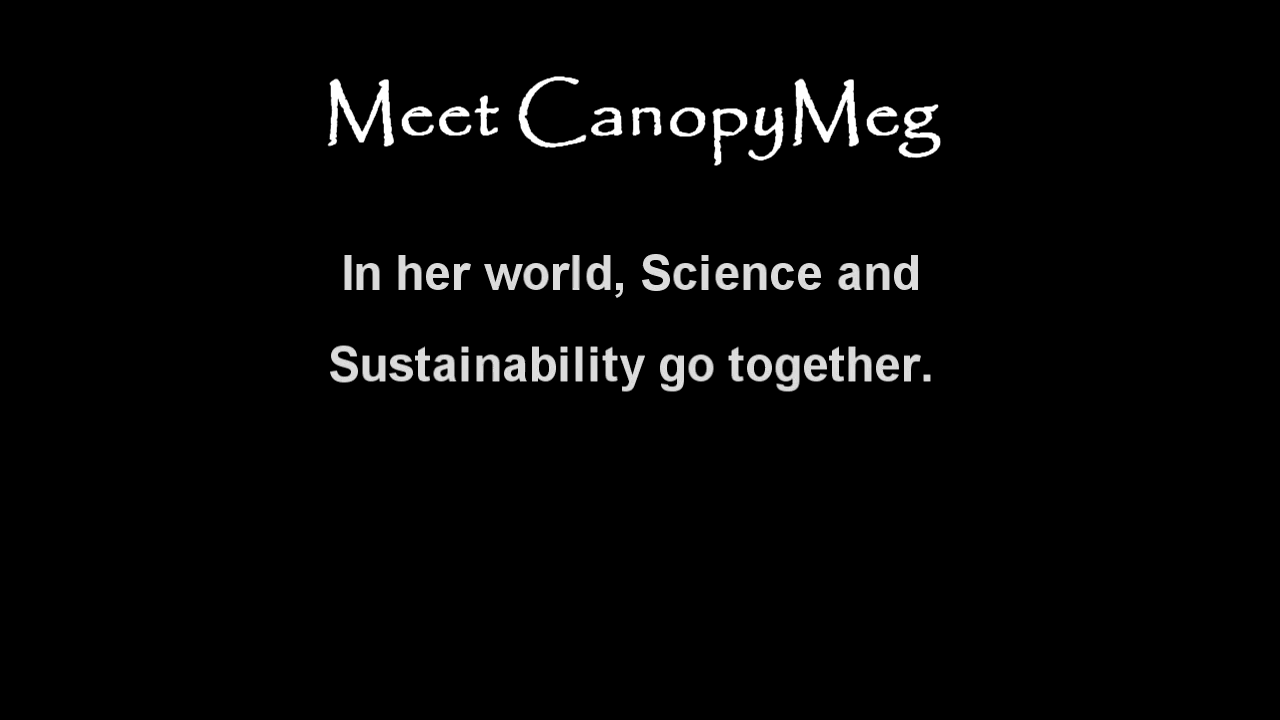 Meet CanopyMeg
In her world, Science and
Sustainability go together.